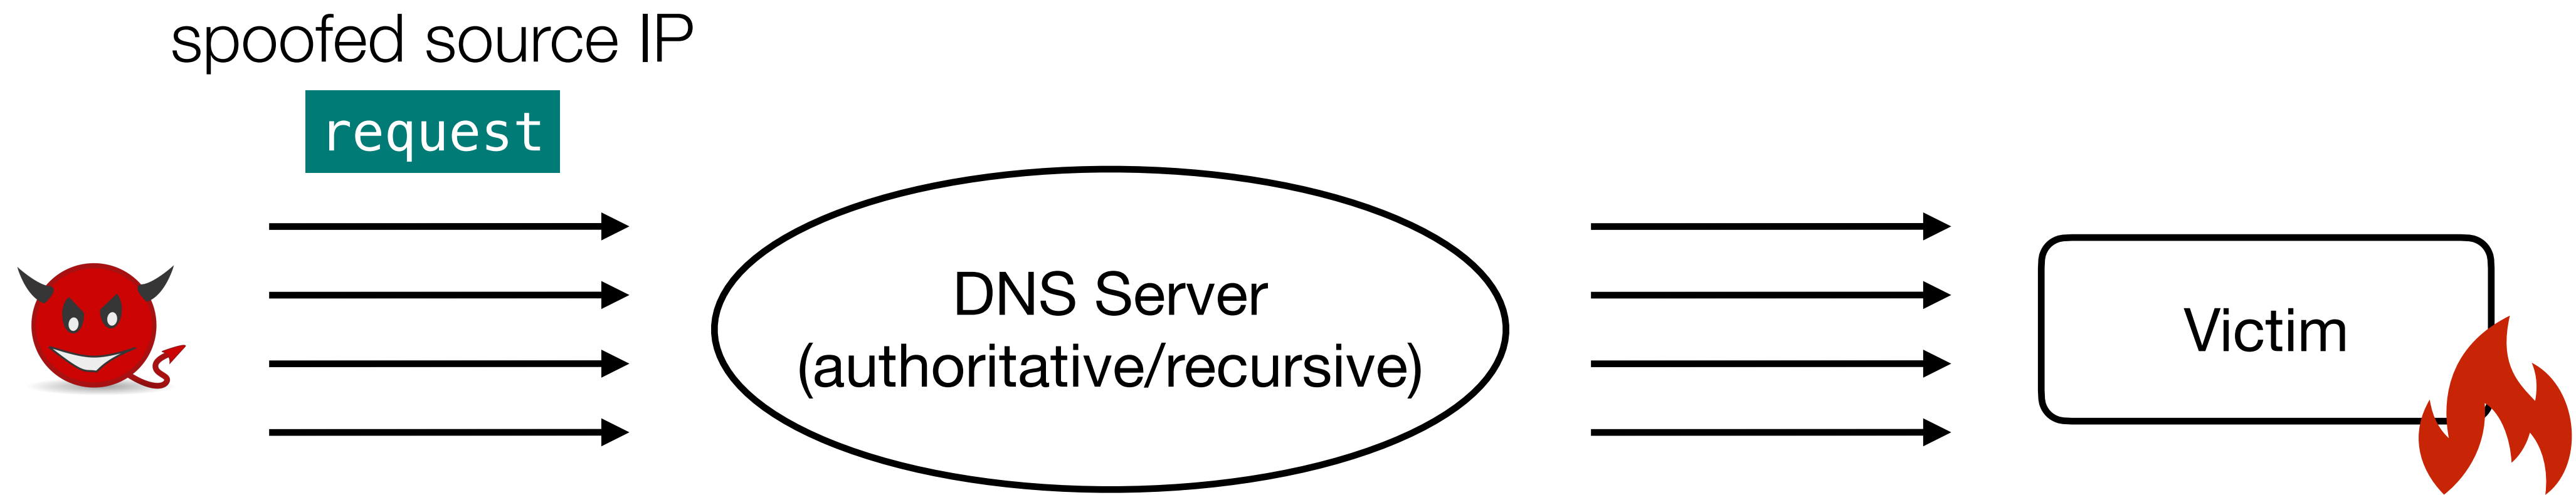 spoofed source IP
request
DNS Server
(authoritative/recursive)
Victim